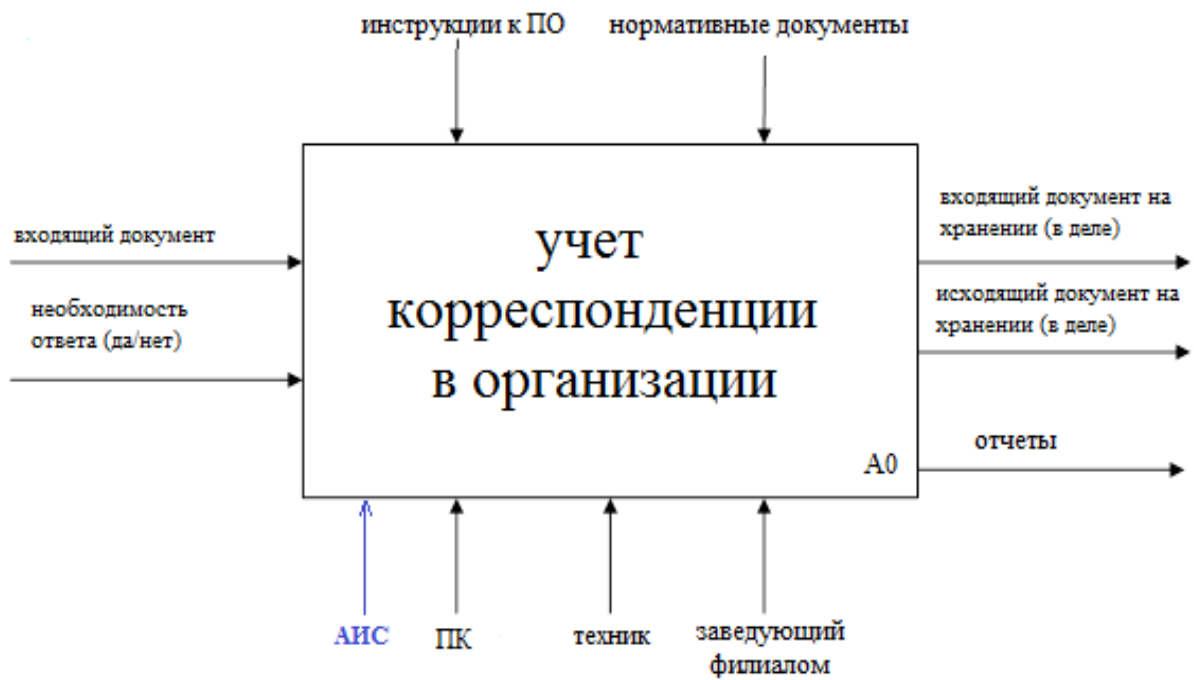 инструкции к ПО
нормативные документы
входящий документ
необходимость
ответа (да/нет)
учет
корреспонденции
в организации
А0
входящий документ на
хранении (в деле)
исходящий документ на
хранении (в деле)
отчеты
АИС
ПК
техник
заведующий
филиалом